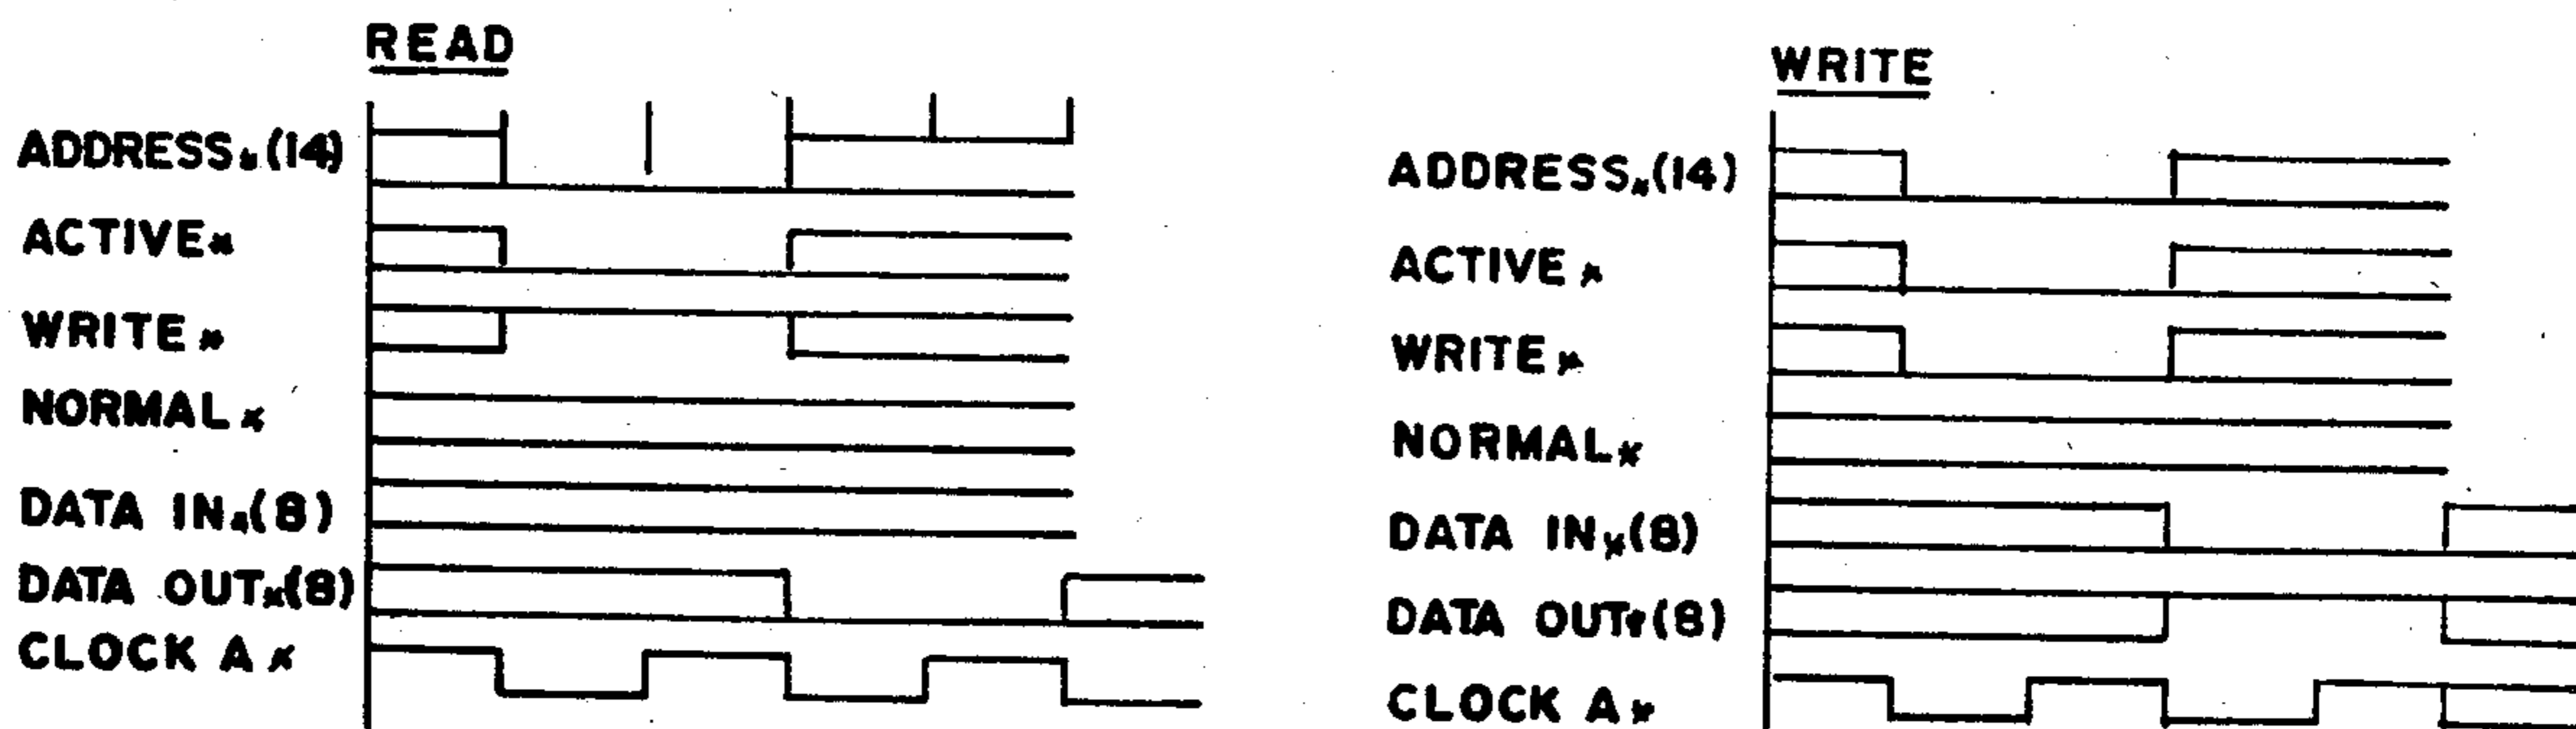 READ
ADDRESS*(14)
ACTIVE*
WRITE*
NORMAL*
DATA IN*(8)
DATA OUT*(8)
CLOCK A*
WRITE
ADDRESS*(14)
ACTIVE*
WRITE*
NORMAL*
DATA IN*(8)
DATA OUT*(8)
CLOCK A*